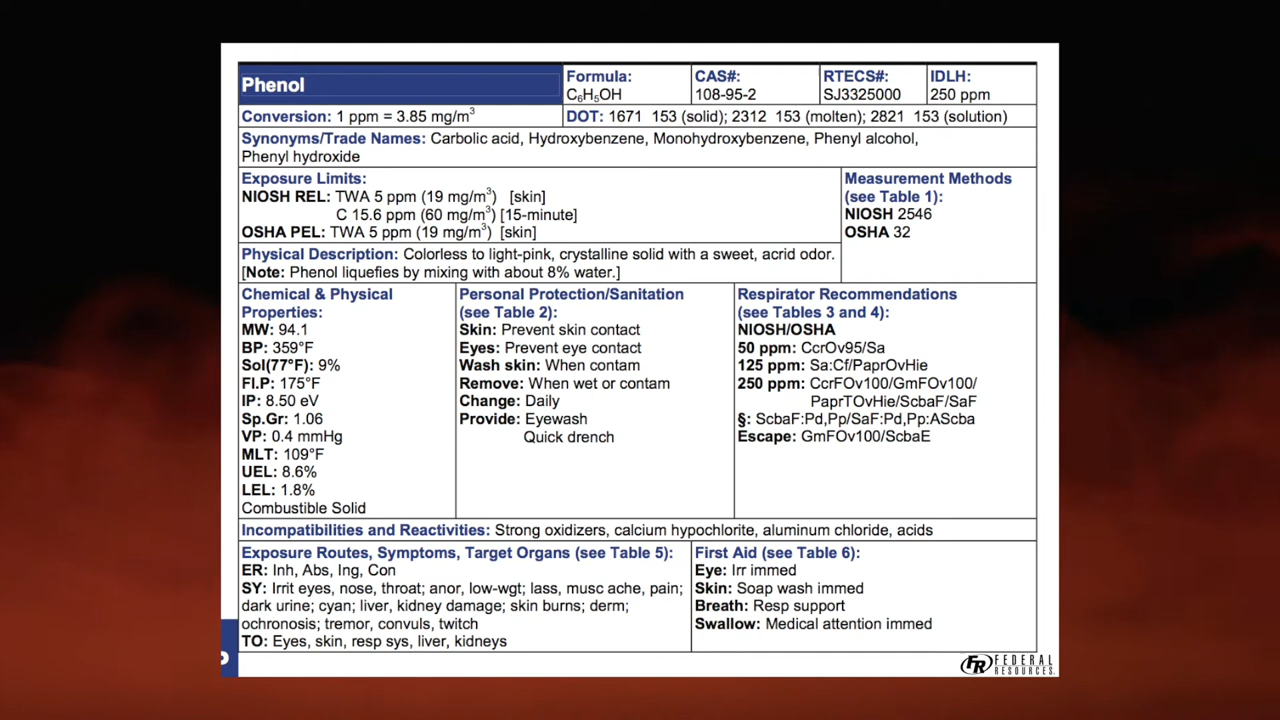 Phenol
Formula:
C₆H₅OH
CAS#:
108-95-2
RTECS#:
SJ3325000
IDLH:
250 ppm
Conversion: 1 ppm = 3.85 mg/m³
DOT: 1671 153 (solid); 2312 153 (molten); 2821 153 (solution)
Synonyms/Trade Names: Carbolic acid, Hydroxybenzene, Monohydroxybenzene, Phenyl alcohol,
Phenyl hydroxide
Exposure Limits:
NIOSH REL: TWA 5 ppm (19 mg/m³) [skin]
C 15.6 ppm (60 mg/m³) [15-minute]
OSHA PEL: TWA 5 ppm (19 mg/m³) [skin]
Measurement Methods
(see Table 1):
NIOSH 2546
OSHA 32
Physical Description: Colorless to light-pink, crystalline solid with a sweet, acrid odor.
[Note: Phenol liquefies by mixing with about 8% water.]
Chemical & Physical
Properties:
MW: 94.1
BP: 359°F
Sol(77°F): 9%
Fl.P: 175°F
IP: 8.50 eV
Sp.Gr: 1.06
VP: 0.4 mmHg
MLT: 109°F
UEL: 8.6%
LEL: 1.8%
Combustible Solid
Personal Protection/Sanitation
(see Table 2):
Skin: Prevent skin contact
Eyes: Prevent eye contact
Wash skin: When contam
Remove: When wet or contam
Change: Daily
Provide: Eyewash
Quick drench
Respirator Recommendations
(see Tables 3 and 4):
NIOSH/OSHA
50 ppm: CcrOv95/Sa
125 ppm: Sa:Cf/PaprOvHie
250 ppm: CcrFOv100/GmFOv100/
PaprTOvHie/ScbaF/SaF
§: ScbaF:Pd,Pp/SaF:Pd,Pp:AScba
Escape: GmFOv100/ScbaE
Incompatibilities and Reactivities: Strong oxidizers, calcium hypochlorite, aluminum chloride, acids
Exposure Routes, Symptoms, Target Organs (see Table 5):
ER: Inh, Abs, Ing, Con
SY: Irrit eyes, nose, throat; anor, low-wgt; lass, musc ache, pain;
dark urine; cyan; liver, kidney damage; skin burns; derm;
ochronosis; tremor, convuls, twitch
TO: Eyes, skin, resp sys, liver, kidneys
First Aid (see Table 6):
Eye: Irr immed
Skin: Soap wash immed
Breath: Resp support
Swallow: Medical attention immed
P
FR FEDERAL
RESOURCES